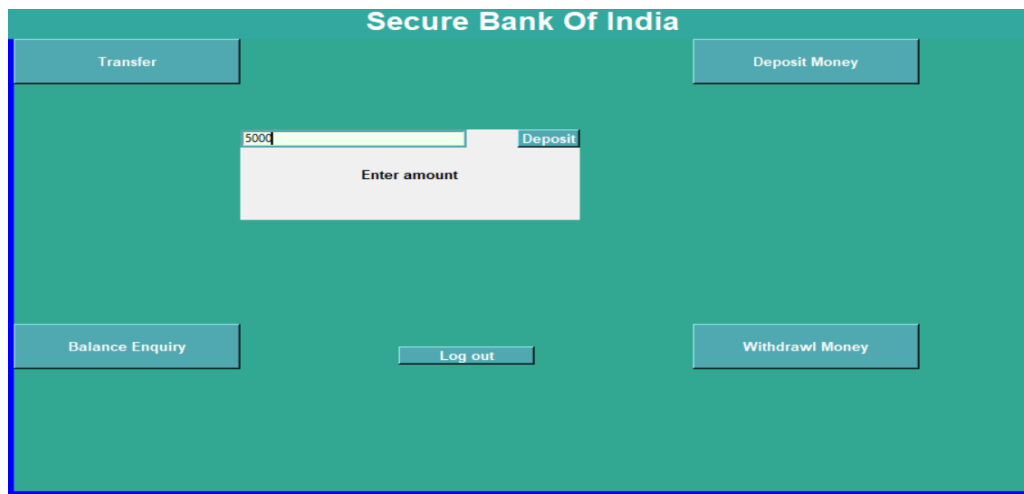 Secure Bank Of India
Transfer
Deposit Money
5000
Deposit
Enter amount
Balance Enquiry
Log out
Withdrawl Money